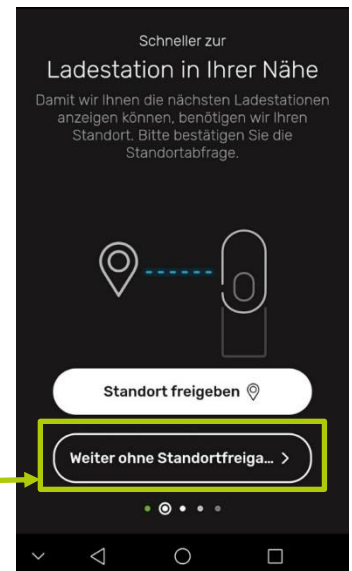 Schneller zur
Ladestation in Ihrer Nähe
Damit wir Ihnen die nächsten Ladestationen
anzeigen können, benötigen wir Ihren
Standort. Bitte bestätigen Sie die
Standortabfrage.
Standort freigeben
Weiter ohne Standortfreiga...